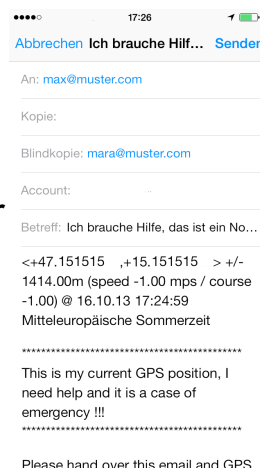 17:26
Abbrechen Ich brauche Hilf... Sender
An: max@muster.com
Kopie:
Blindkopie: mara@muster.com
Account:
Betreff: Ich brauche Hilfe, das ist ein No...
<+47.151515 ,+15.151515 > +/-
1414.00m (speed -1.00 mps / course
-1.00) @ 16.10.13 17:24:59
Mitteleuropäische Sommerzeit
*********************************************
This is my current GPS position, I
need help and it is a case of
emergency !!!
*********************************************
Please hand over this email and GPS